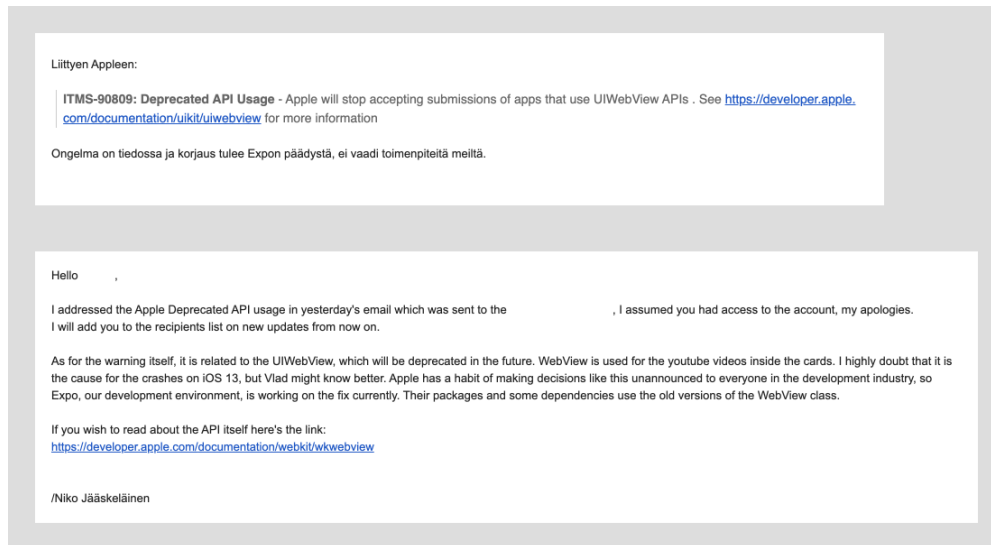 Liittyen Appleen:
ITMS-90809: Deprecated API Usage - Apple will stop accepting submissions of apps that use UIWebView APIs . See https://developer.apple.
com/documentation/uikit/uiwebview for more information
Ongelma on tiedossa ja korjaus tulee Expon päädystä, ei vaadi toimenpiteitä meiltä.
Hello ,
I addressed the Apple Deprecated API usage in yesterday's email which was sent to the , I assumed you had access to the account, my apologies.
I will add you to the recipients list on new updates from now on.
As for the warning itself, it is related to the UIWebView, which will be deprecated in the future. WebView is used for the youtube videos inside the cards. I highly doubt that it is
the cause for the crashes on iOS 13, but Vlad might know better. Apple has a habit of making decisions like this unannounced to everyone in the development industry, so
Expo, our development environment, is working on the fix currently. Their packages and some dependencies use the old versions of the WebView class.
If you wish to read about the API itself here's the link:
https://developer.apple.com/documentation/webkit/wkwebview
/Niko Jääskeläinen